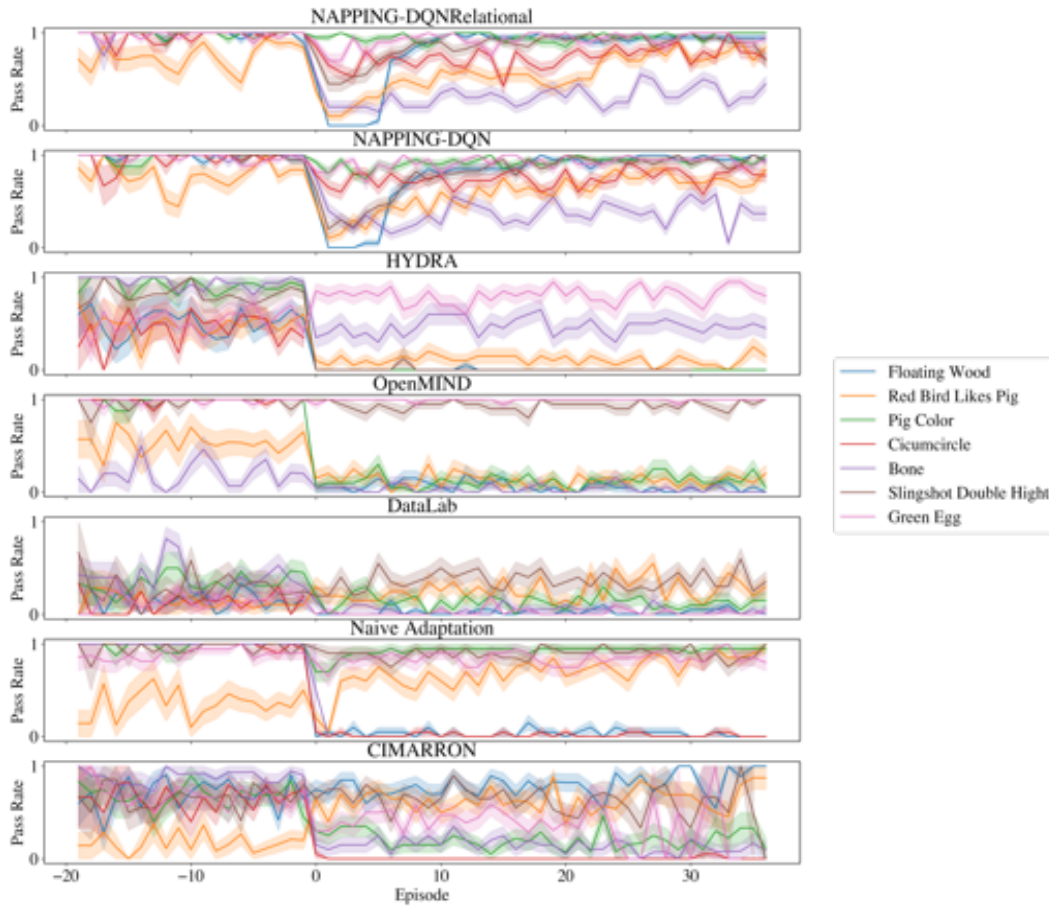 NAPPING-DQNRelational
1
Pass Rate
0
NAPPING-DQN
1
Pass Rate
0
HYDRA
1
Pass Rate
0
OpenMIND
1
Pass Rate
0
DataLab
1
Pass Rate
0
Naive Adaptation
1
Pass Rate
0
CIMARRON
1
Pass Rate
0
−20 −10 0 10 20 30
Episode
Floating Wood
Red Bird Likes Pig
Pig Color
Cicumcircle
Bone
Slingshot Double Hight
Green Egg